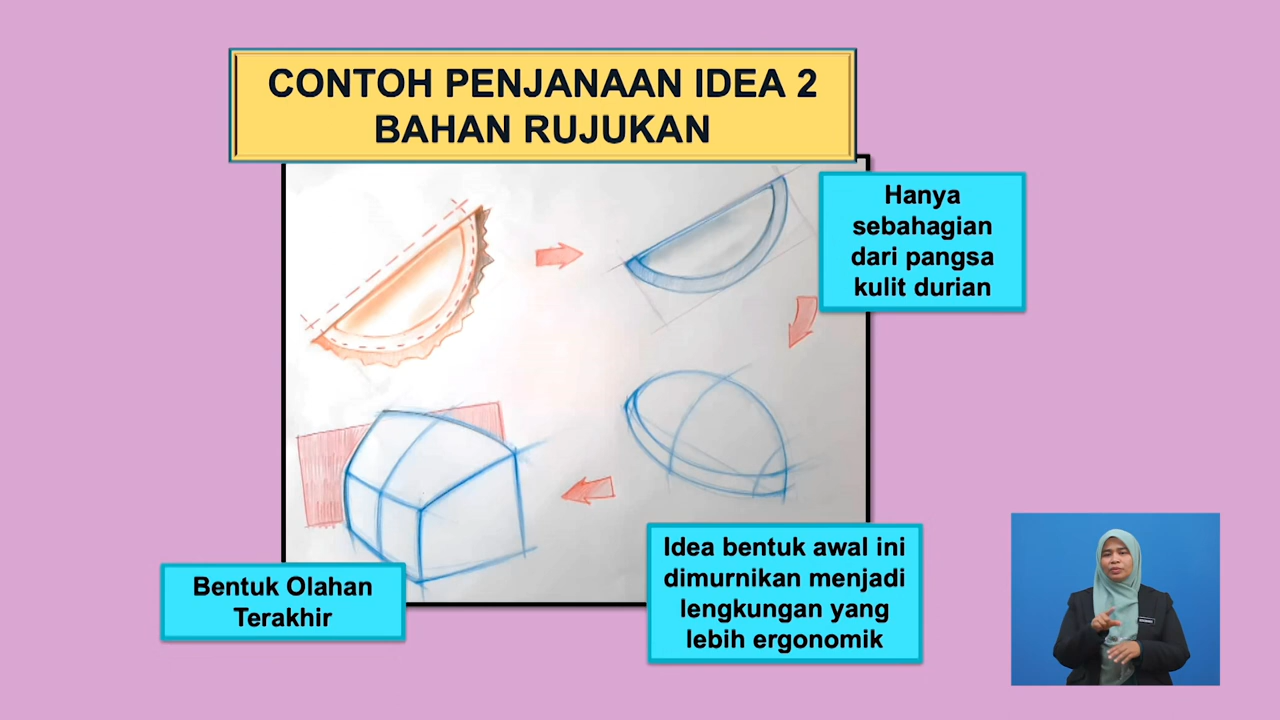 CONTOH PENJANAAN IDEA 2
BAHAN RUJUKAN
Hanya
sebahagian
dari pangsa
kulit durian
Idea bentuk awal ini
dimurnikan menjadi
lengkungan yang
lebih ergonomik
Bentuk Olahan
Terakhir